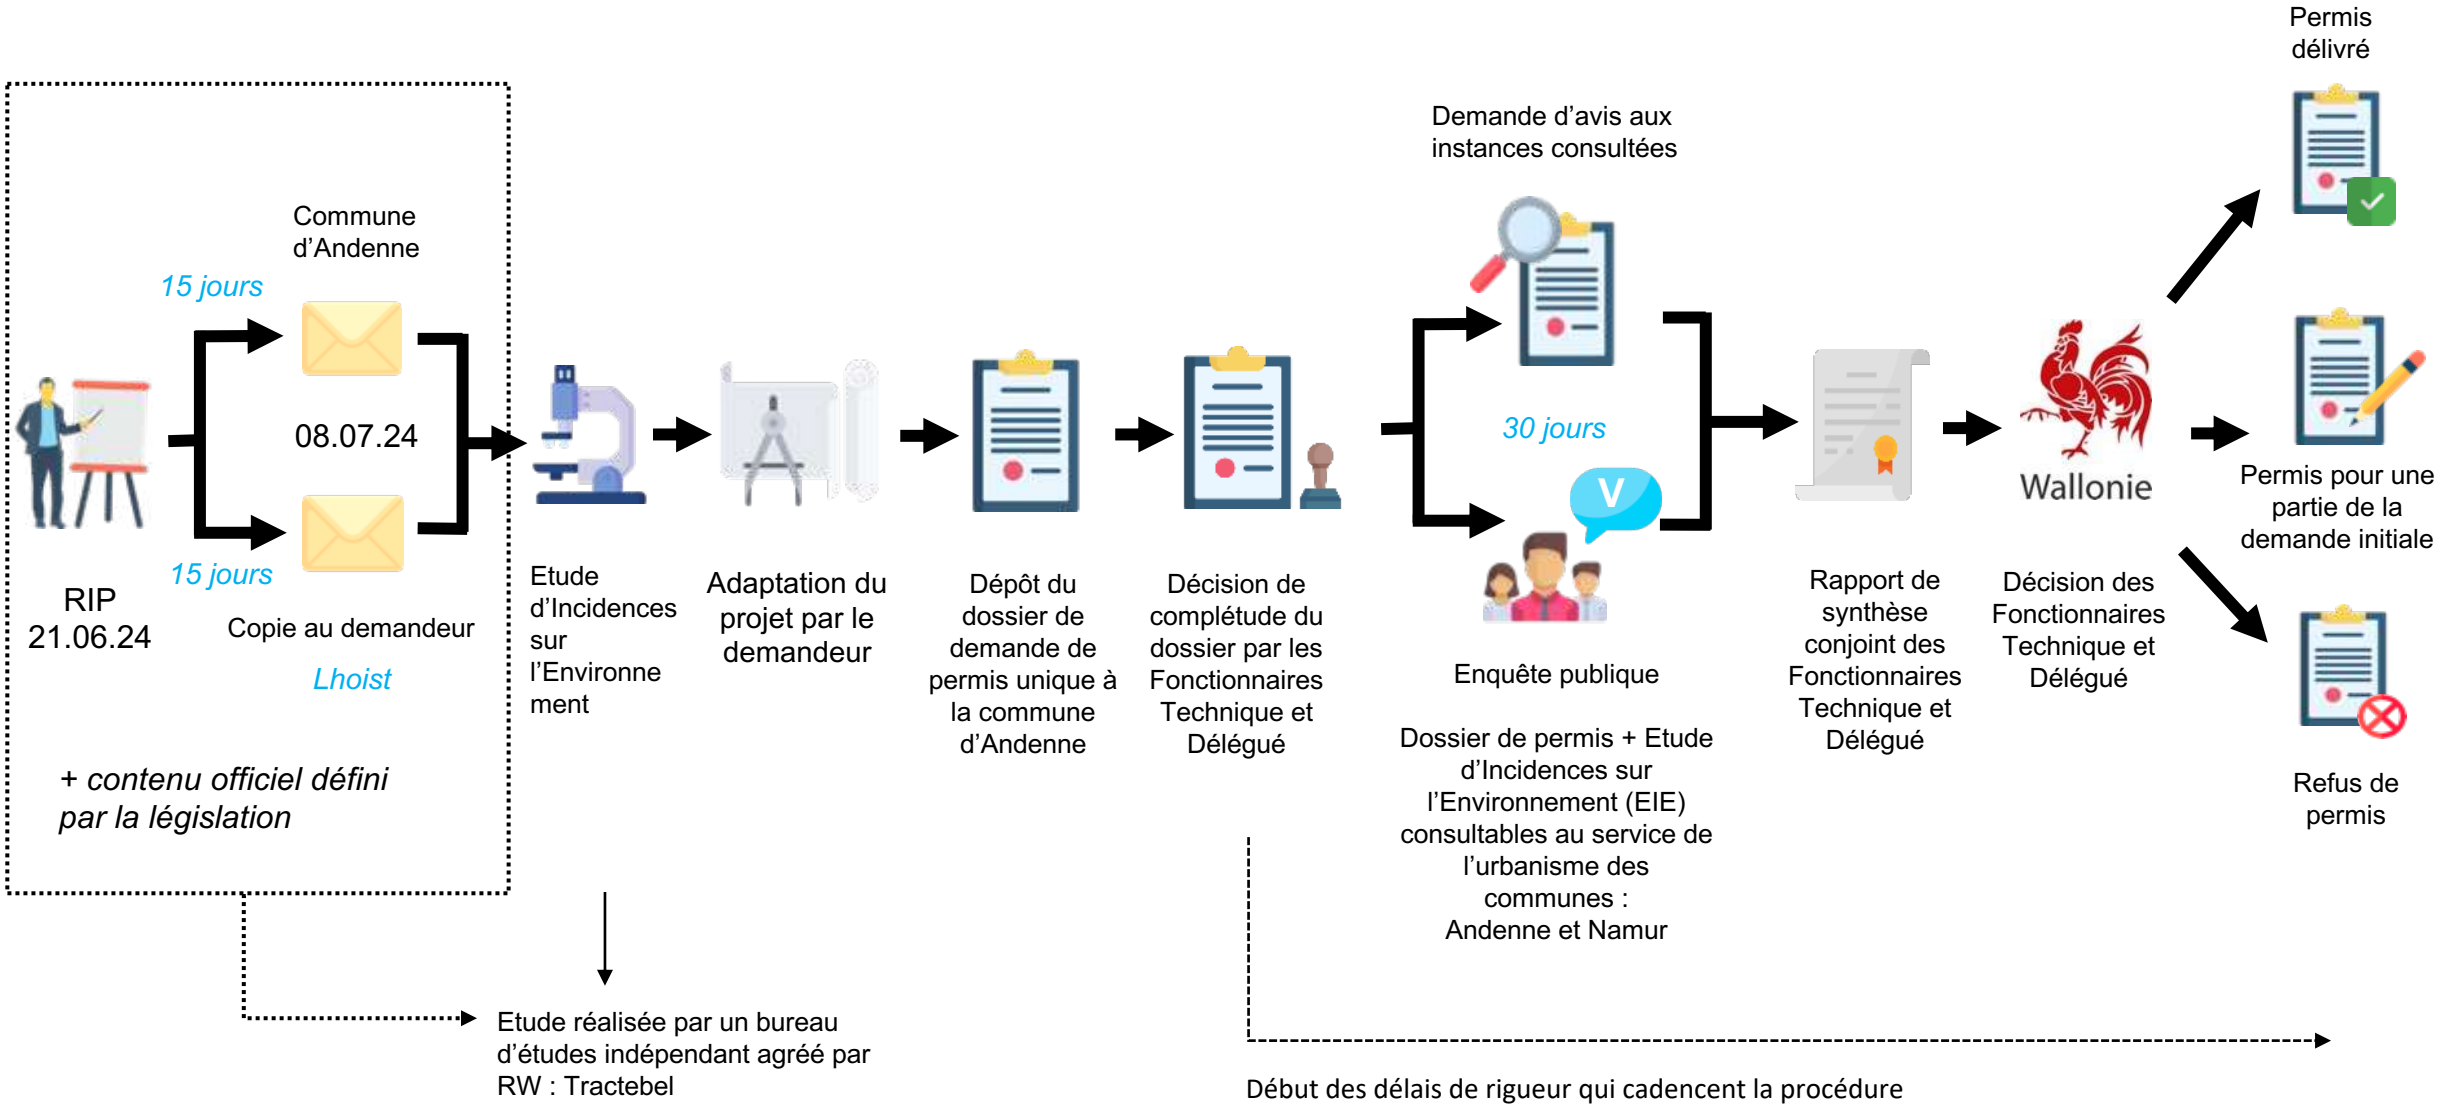 RIP
21.06.24
15 jours
15 jours
Commune
d’Andenne
08.07.24
Copie au demandeur
Lhoist
+ contenu officiel défini
par la législation
Etude
d’Incidences
sur
l’Environne
ment
Etude réalisée par un bureau
d’études indépendant agréé par
RW : Tractebel
Adaptation du
projet par le
demandeur
Dépôt du
dossier de
demande de
permis unique à
la commune
d’Andenne
Décision de
complétude du
dossier par les
Fonctionnaires
Technique et
Délégué
Demande d’avis aux
instances consultées
30 jours
V
Enquête publique
Dossier de permis + Etude
d’Incidences sur
l’Environnement (EIE)
consultables au service de
l’urbanisme des
communes :
Andenne et Namur
Début des délais de rigueur qui cadencent la procédure
Rapport de
synthèse
conjoint des
Fonctionnaires
Technique et
Délégué
Wallonie
Décision des
Fonctionnaires
Technique et
Délégué
Permis
délivré
Permis pour une
partie de la
demande initiale
Refus de
permis